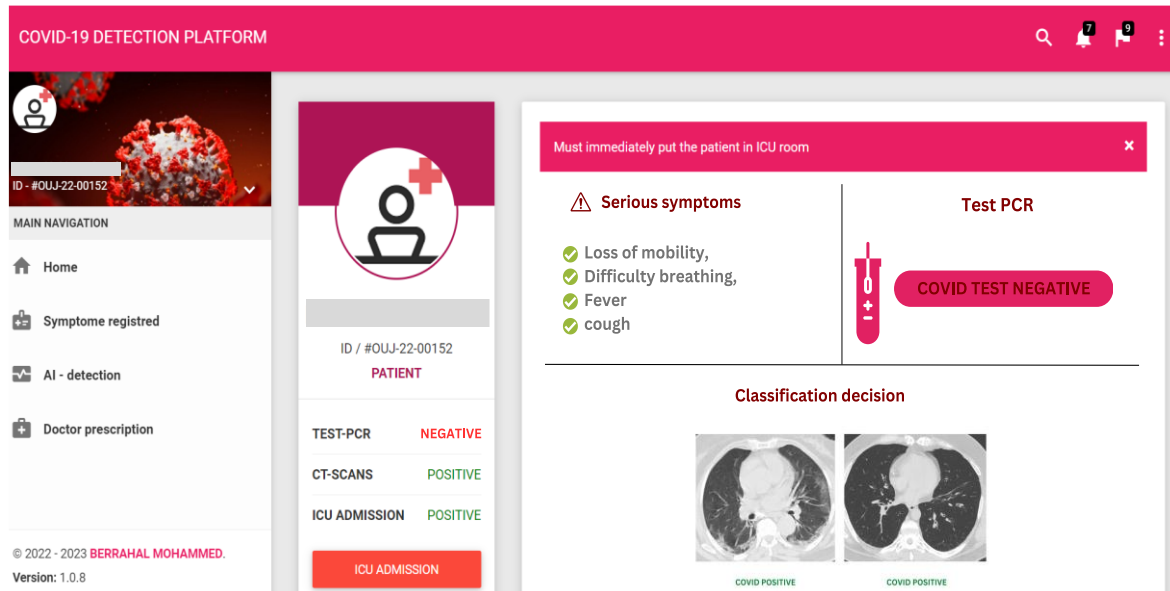 COVID-19 DETECTION PLATFORM
7
9
ID - #OUJ-22-00152
MAIN NAVIGATION
Home
Symptome registred
AI - detection
Doctor prescription
© 2022 - 2023 BERRAHAL MOHAMMED.
Version: 1.0.8
ID / #OUJ-22-00152
PATIENT
TEST-PCR NEGATIVE
CT-SCANS POSITIVE
ICU ADMISSION POSITIVE
ICU ADMISSION
Must immediately put the patient in ICU room ×
Serious symptoms
Loss of mobility,
Difficulty breathing,
Fever
cough
Test PCR
COVID TEST NEGATIVE
Classification decision
COVID POSITIVE
COVID POSITIVE